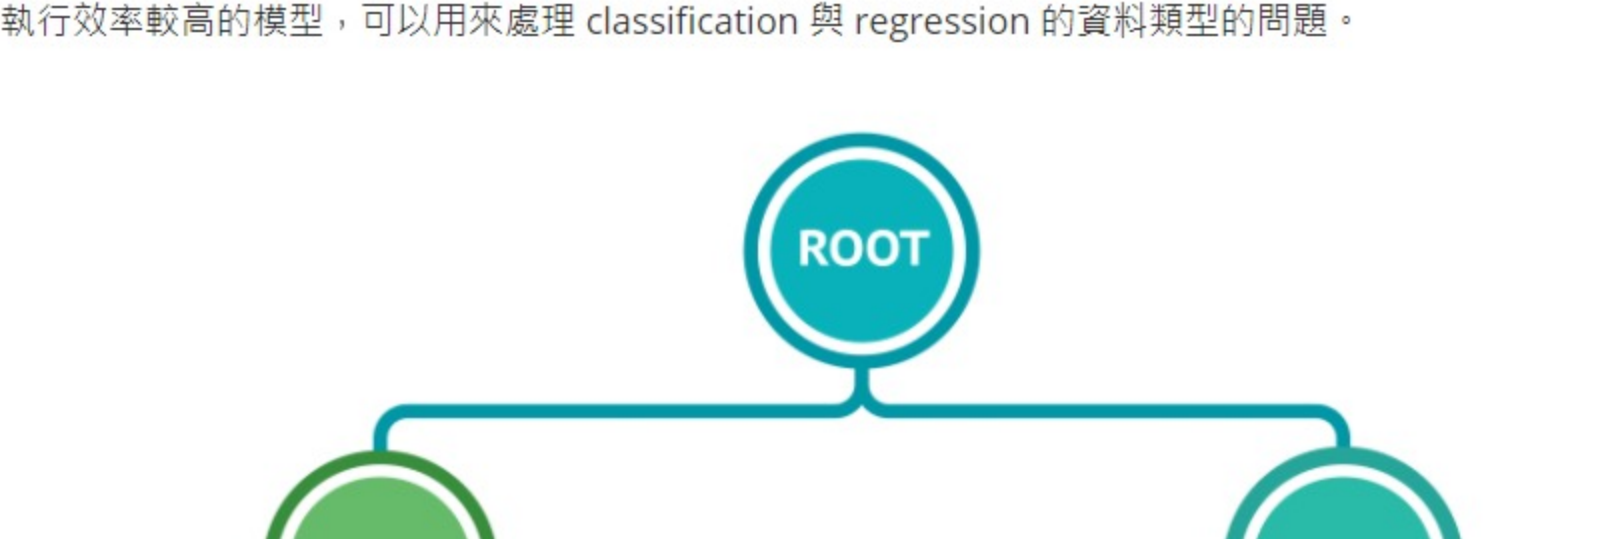 執行效率較高的模型，可以用來處理 classification 與 regression 的資料類型的問題。
ROOT